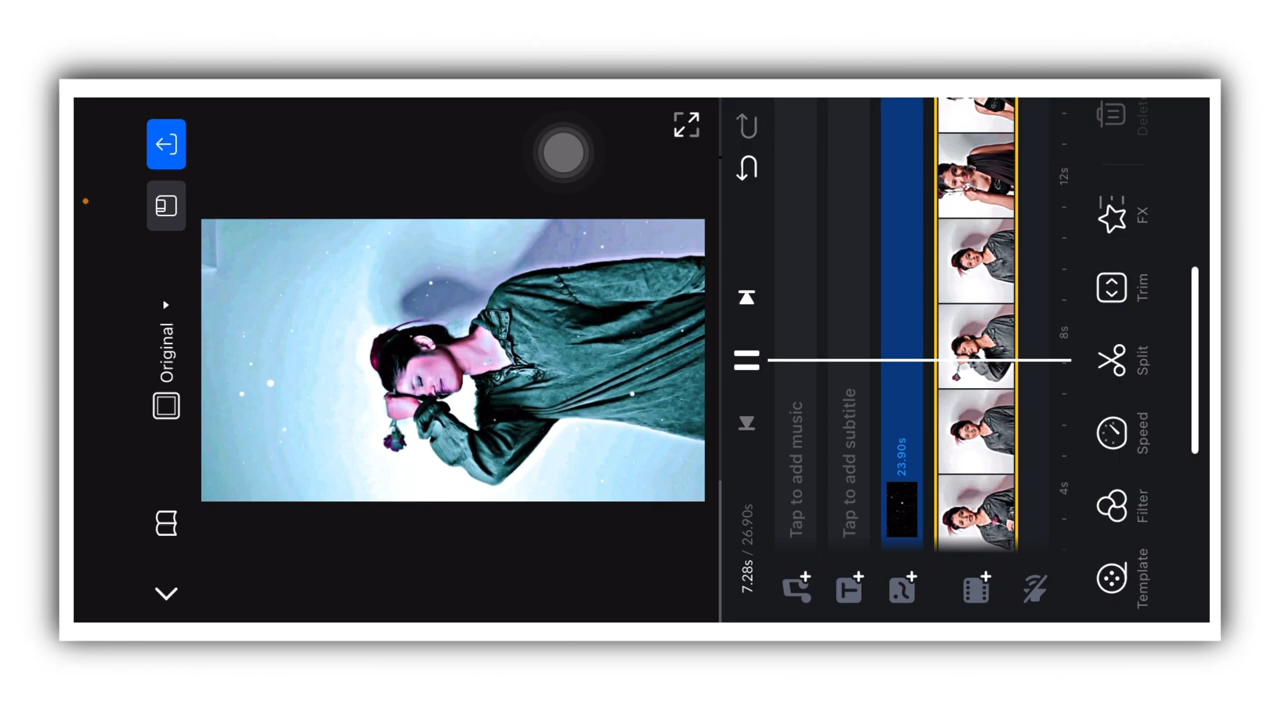 Original
7.28s / 26.90s
Tap to add music
Tap to add subtitle
23.90s
4s
8s
12s
Template
Filter
Speed
Split
Trim
FX
Delete